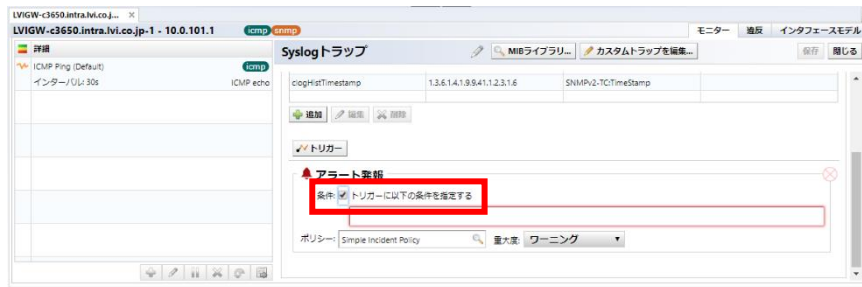 LVIGW-c3650.intra.lvi.co.j... ×
LVIGW-c3650.intra.lvi.co.jp-1 - 10.0.101.1 icmp snmp モニター 違反 インタフェースモデル
詳細
ICMP Ping (Default) icmp
インターバル: 30s ICMP echo
Syslogトラップ MIBライブラリ... カスタムトラップを編集... 保存 閉じる
clogHistTimestamp 1.3.6.1.4.1.9.9.41.1.2.3.1.6 SNMPv2-TC:TimeStamp
追加 編集 削除
トリガー
アラート発報
条件: トリガーに以下の条件を指定する
ポリシー: Simple Incident Policy 重大度: ワーニング